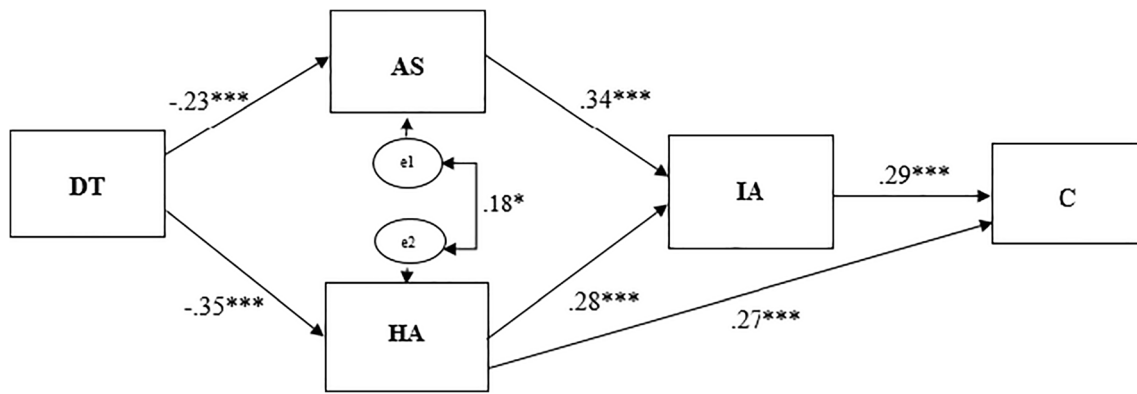 AS
-.23***
.34***
DT
e1
IA
.29***
C
.18*
e2
-.35***
HA
.28***
.27***